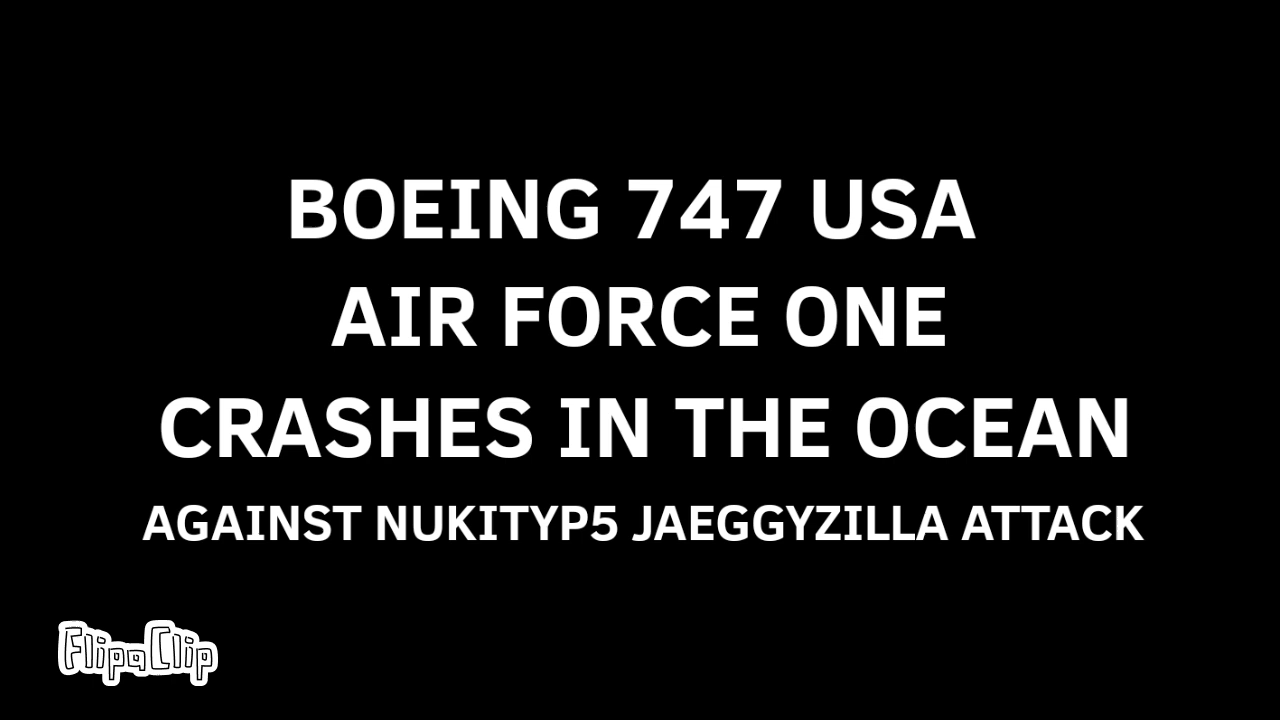 BOEING 747 USA
AIR FORCE ONE
CRASHES IN THE OCEAN
AGAINST NUKITYP5 JAEGGYZILLA ATTACK
FlipaClip